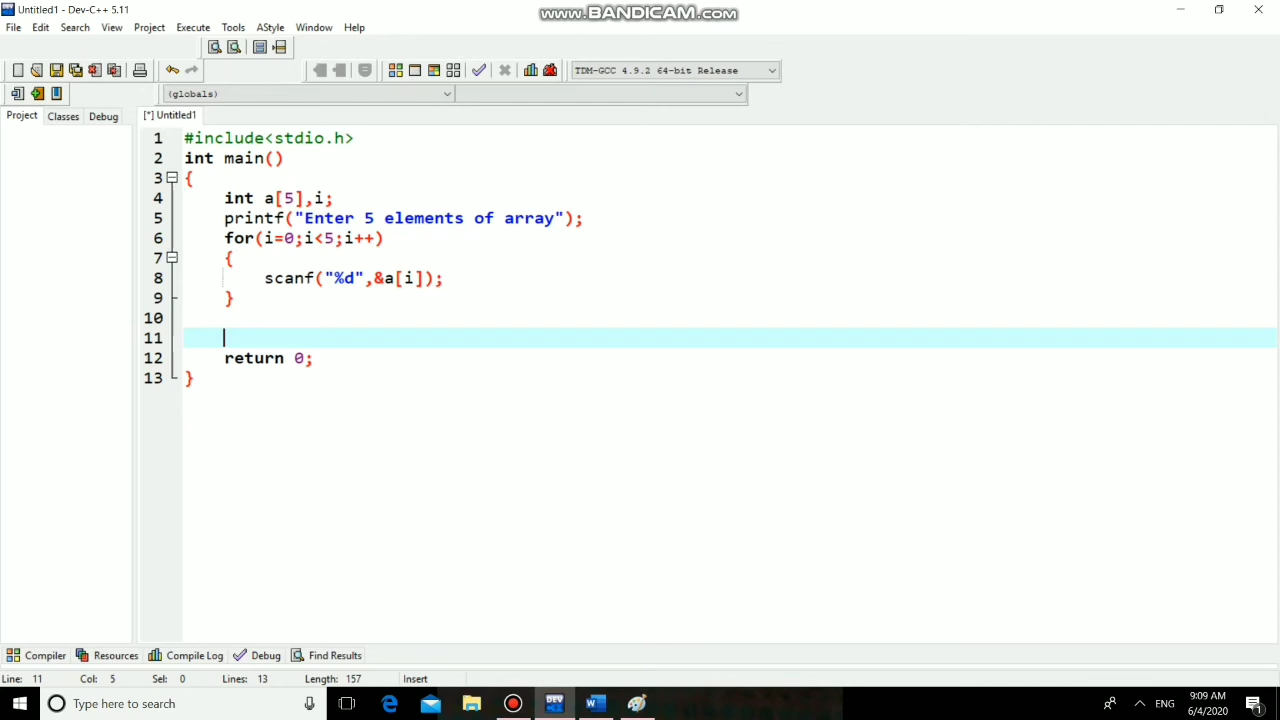 Untitled1 - Dev-C++ 5.11
www.BANDICAM.com
File Edit Search View Project Execute Tools AStyle Window Help
TDM-GCC 4.9.2 64-bit Release
(globals)
Project Classes Debug [*] Untitled1
1 #include<stdio.h>
2 int main()
3 {
4 int a[5],i;
5 printf("Enter 5 elements of array");
6 for(i=0;i<5;i++)
7 {
8 scanf("%d",&a[i]);
9 }
10
11
12 return 0;
13 }
Compiler Resources Compile Log Debug Find Results
Line: 11 Col: 5 Sel: 0 Lines: 13 Length: 157 Insert
Type here to search
DEV
W
ENG
9:09 AM
6/4/2020
1